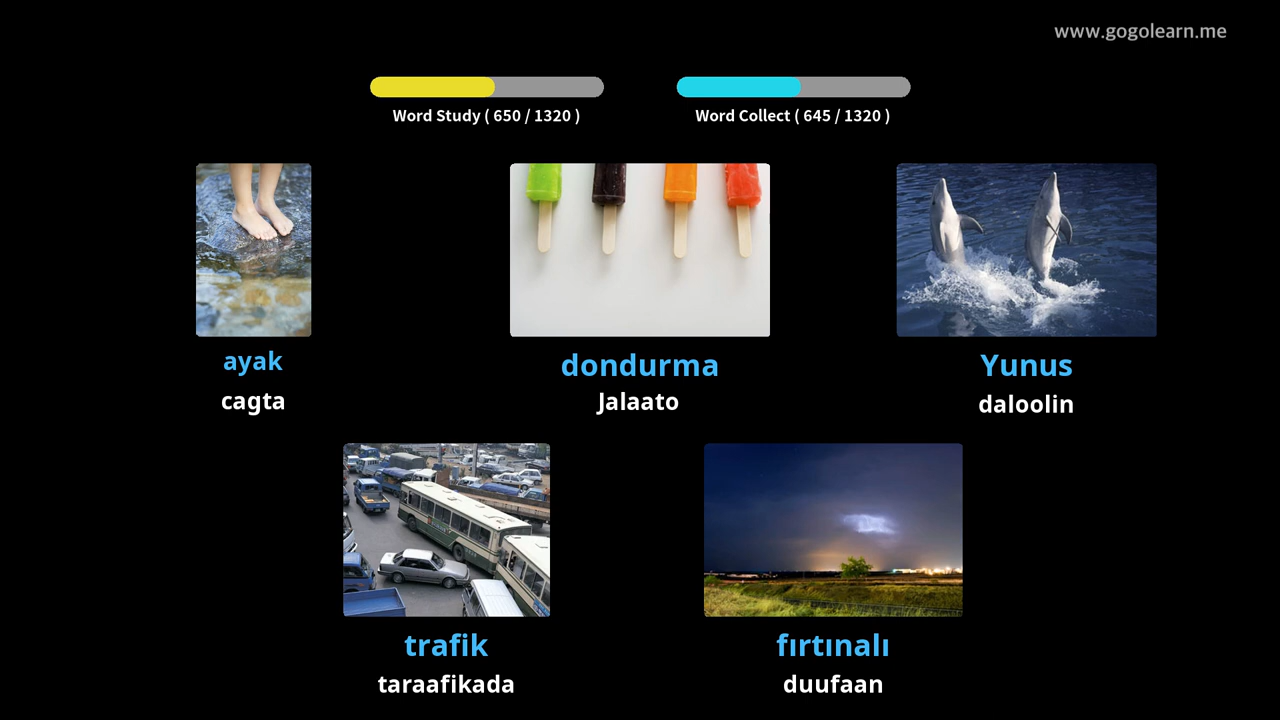 www.gogolearn.me
Word Study ( 650 / 1320 )
Word Collect ( 645 / 1320 )
ayak
cagta
dondurma
Jalaato
Yunus
daloolin
trafik
taraafikada
fırtınalı
duufaan